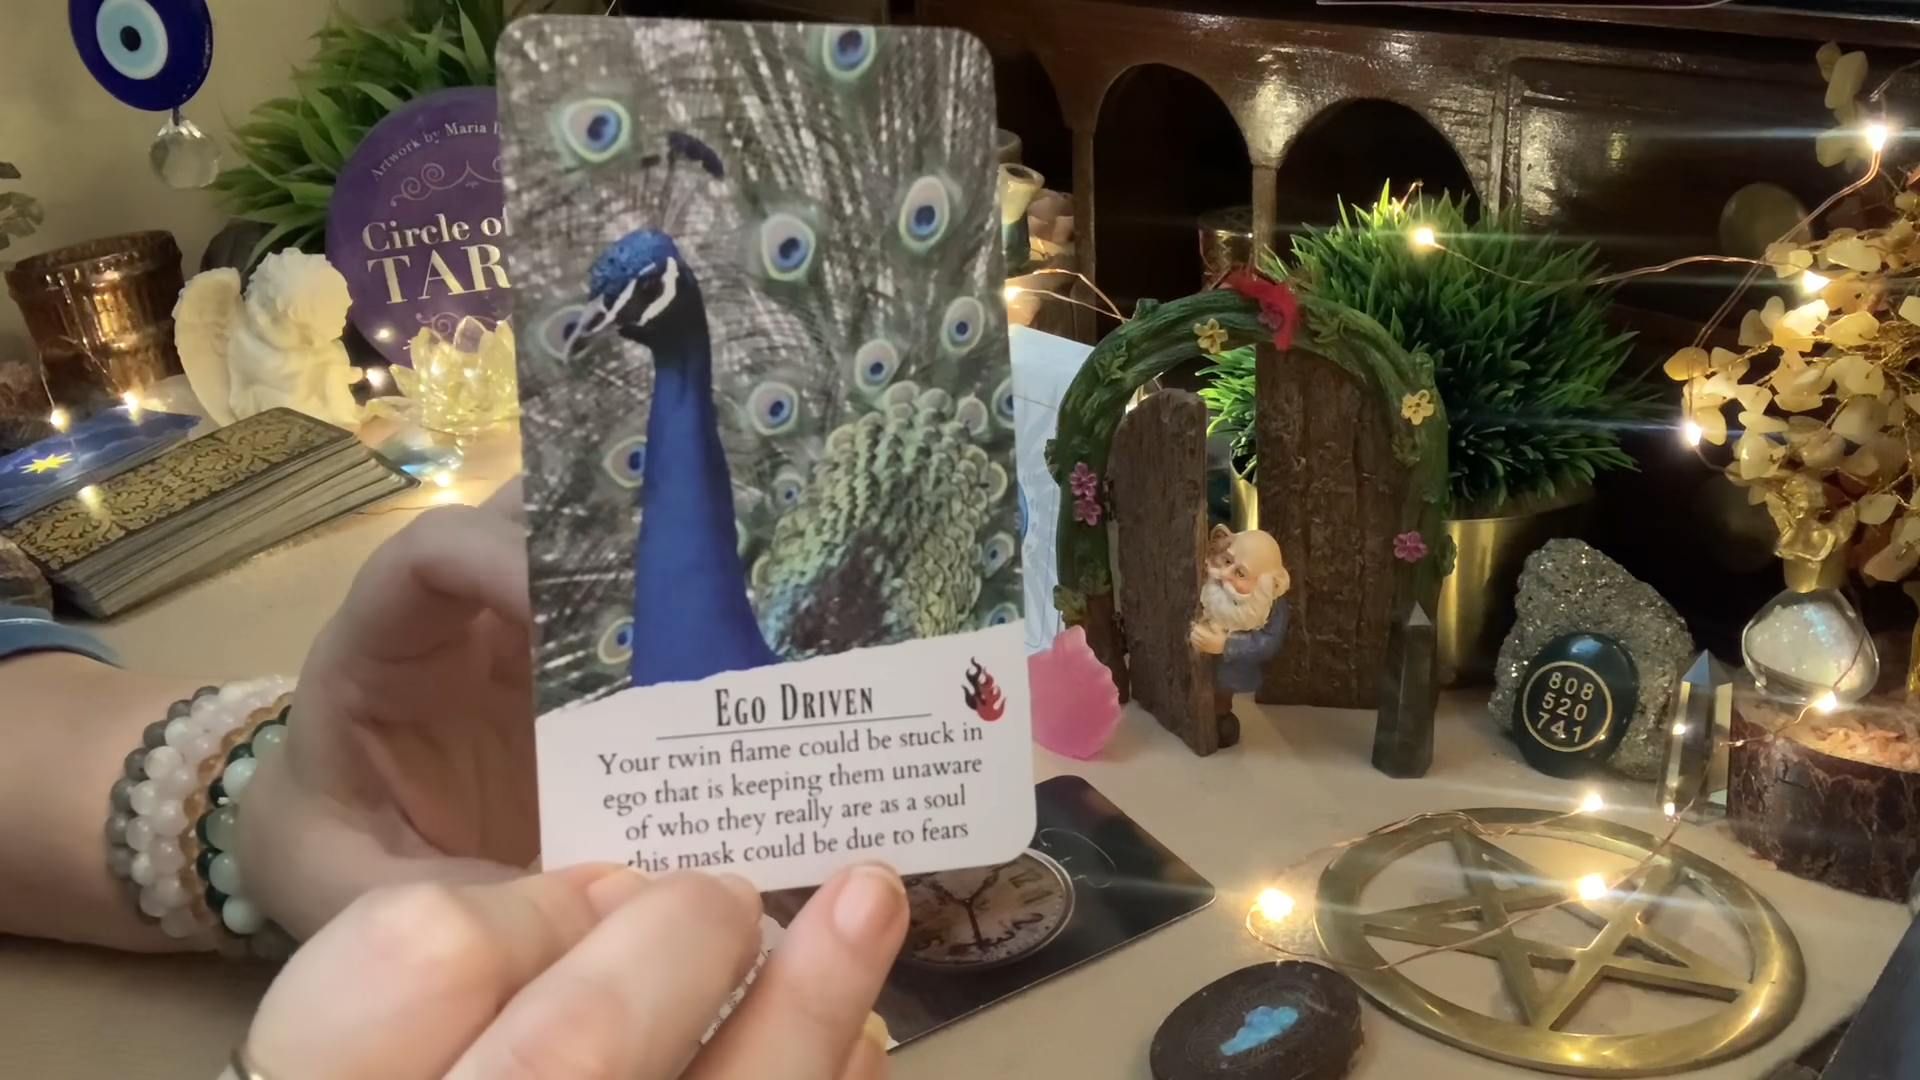 Artwork by Maria
Circle of
TAR
EGO DRIVEN
Your twin flame could be stuck in
ego that is keeping them unaware
of who they really are as a soul
this mask could be due to fears
808
520
741